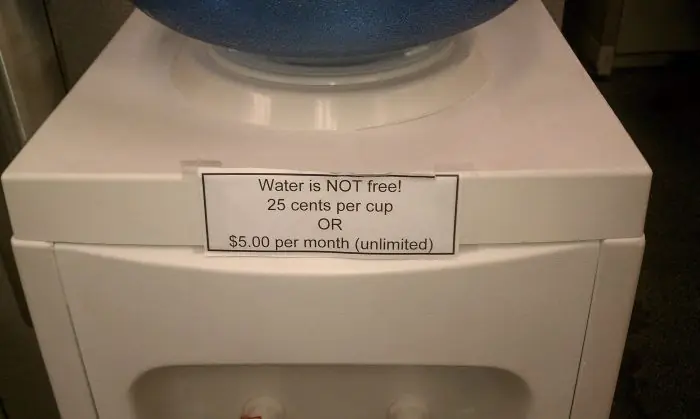 Water is NOT free!
25 cents per cup
OR
$5.00 per month (unlimited)